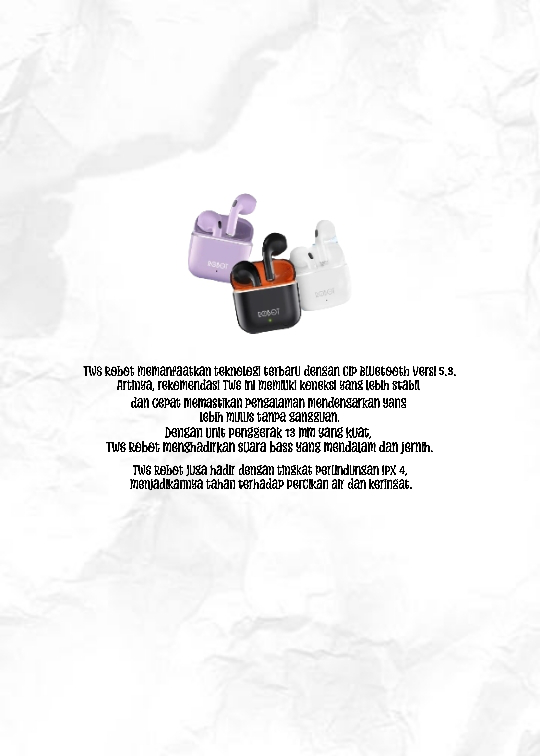 ROBOT
ROBOT
ROBOT
TWS Robot memanfaatkan teknologi terbaru dengan cip Bluetooth versi 5.3.
Artinya, rekomendasi TWS ini memiliki koneksi yang lebih stabil
dan cepat memastikan pengalaman mendengarkan yang
lebih mulus tanpa gangguan.
Dengan unit penggerak 13 mm yang kuat,
TWS Robot menghadirkan suara bass yang mendalam dan jernih.
TWS Robot juga hadir dengan tingkat perlindungan IPX 4,
menjadikannya tahan terhadap percikan air dan keringat.